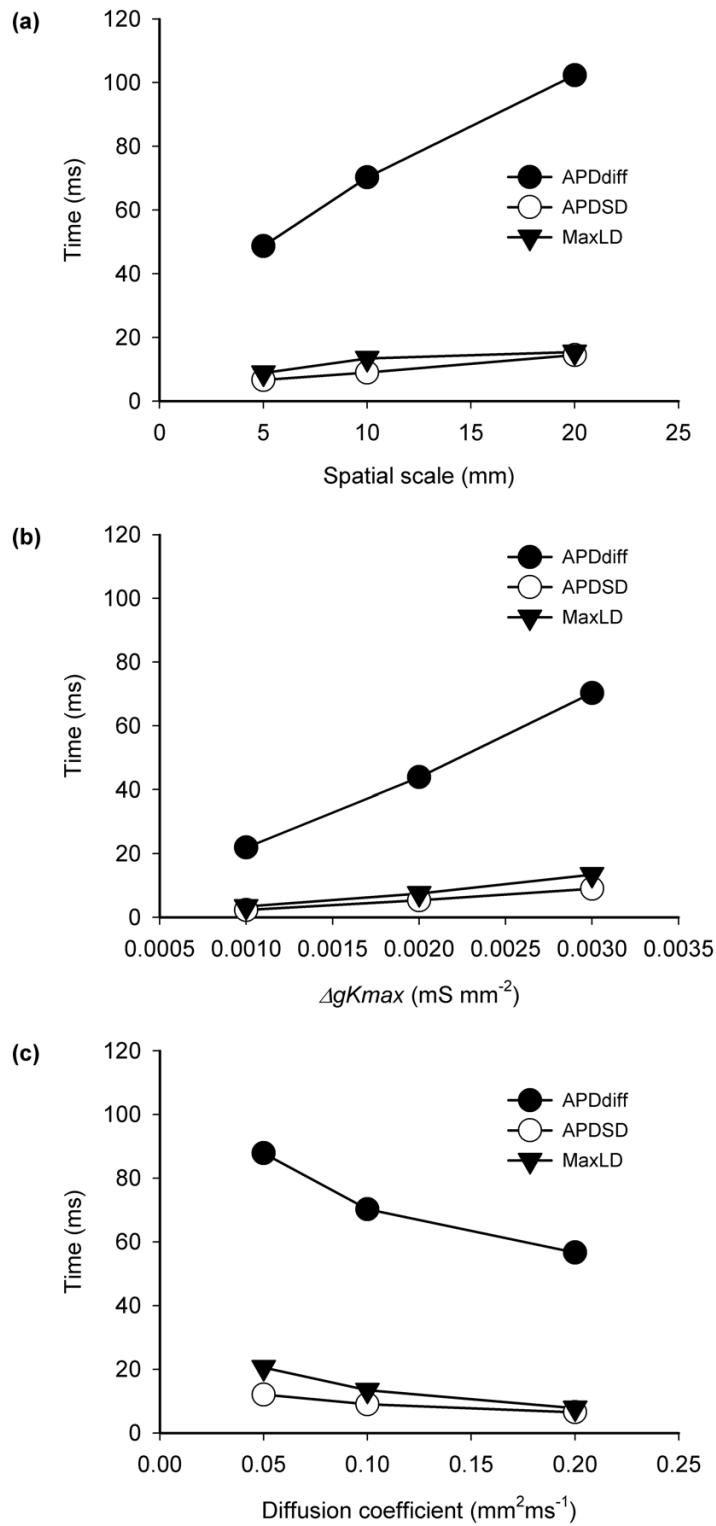 (a)
120
100
80
60
40
20
0
Time (ms)
APDdiff
APDSD
MaxLD
0 5 10 15 20 25
Spatial scale (mm)
(b)
120
100
80
60
40
20
0
Time (ms)
APDdiff
APDSD
MaxLD
0.0005 0.0010 0.0015 0.0020 0.0025 0.0030 0.0035
ΔgKmax (mS mm⁻²)
(c)
120
100
80
60
40
20
0
Time (ms)
APDdiff
APDSD
MaxLD
0.00 0.05 0.10 0.15 0.20 0.25
Diffusion coefficient (mm²ms⁻¹)